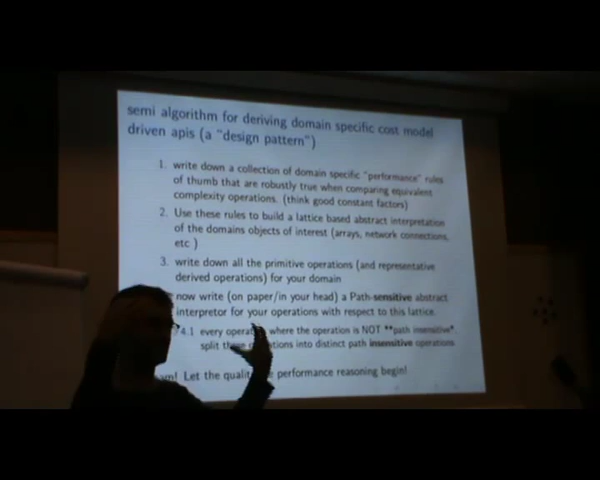 semi algorithm for deriving domain specific cost model
driven apis (a "design pattern")
1. write down a collection of domain specific "performance" rules
of thumb that are robustly true when comparing equivalent
complexity operations. (think good constant factors)
2. Use these rules to build a lattice based abstract interpretation
of the domains objects of interest (arrays, network connections,
etc )
3. write down all the primitive operations (and representative
derived operations) for your domain
now write (on paper/in your head) a Path-sensitive abstract
interpretor for your operations with respect to this lattice.
4.1 every where the operation is NOT **path insensitive*
split into distinct path insensitive operations
Let the performance reasoning begin!